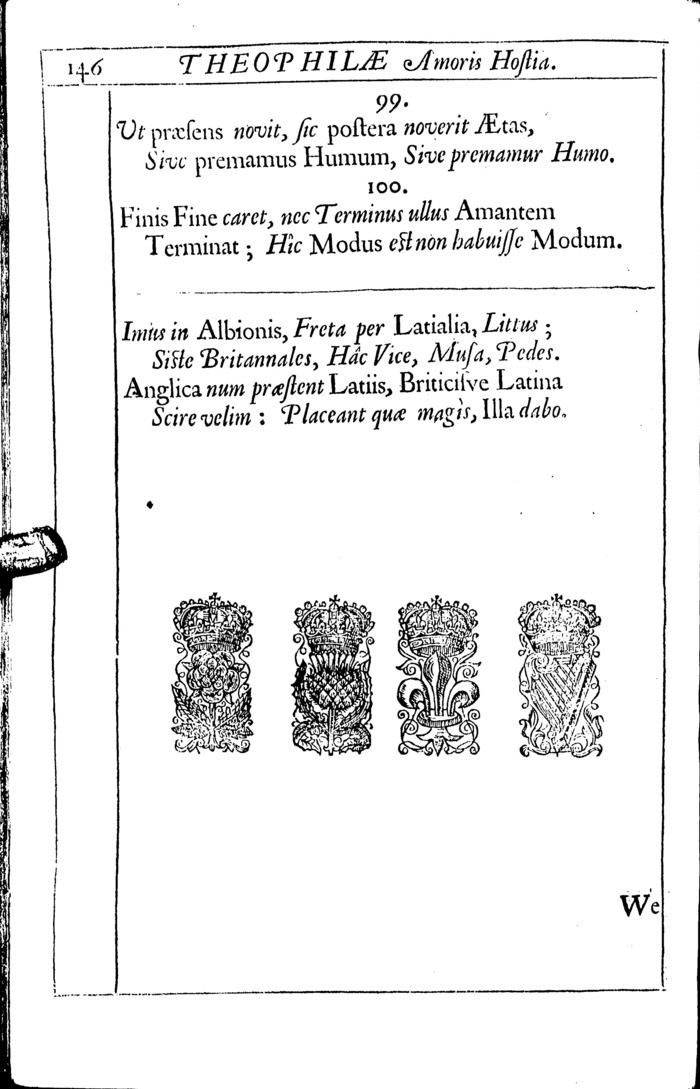 146 THEOPHILÆ Amoris Hoſtia.
99.
Ut præſens novit, ſic poſtera noverit Ætas,
Sive premamus Humum, Sive premamur Humo.
100.
Finis Fine caret, nec Terminus ullus Amantem
Terminat; Hîc Modus eſt non habuiſſe Modum.
Imus in Albionis, Freta per Latialia, Littus;
Siſte Britannales, Hâc Vice, Muſa, Pedes.
Anglica num præſtent Latiis, Briticiſve Latina
Scire velim: Placeant quæ magìs, Illa dabo.
We